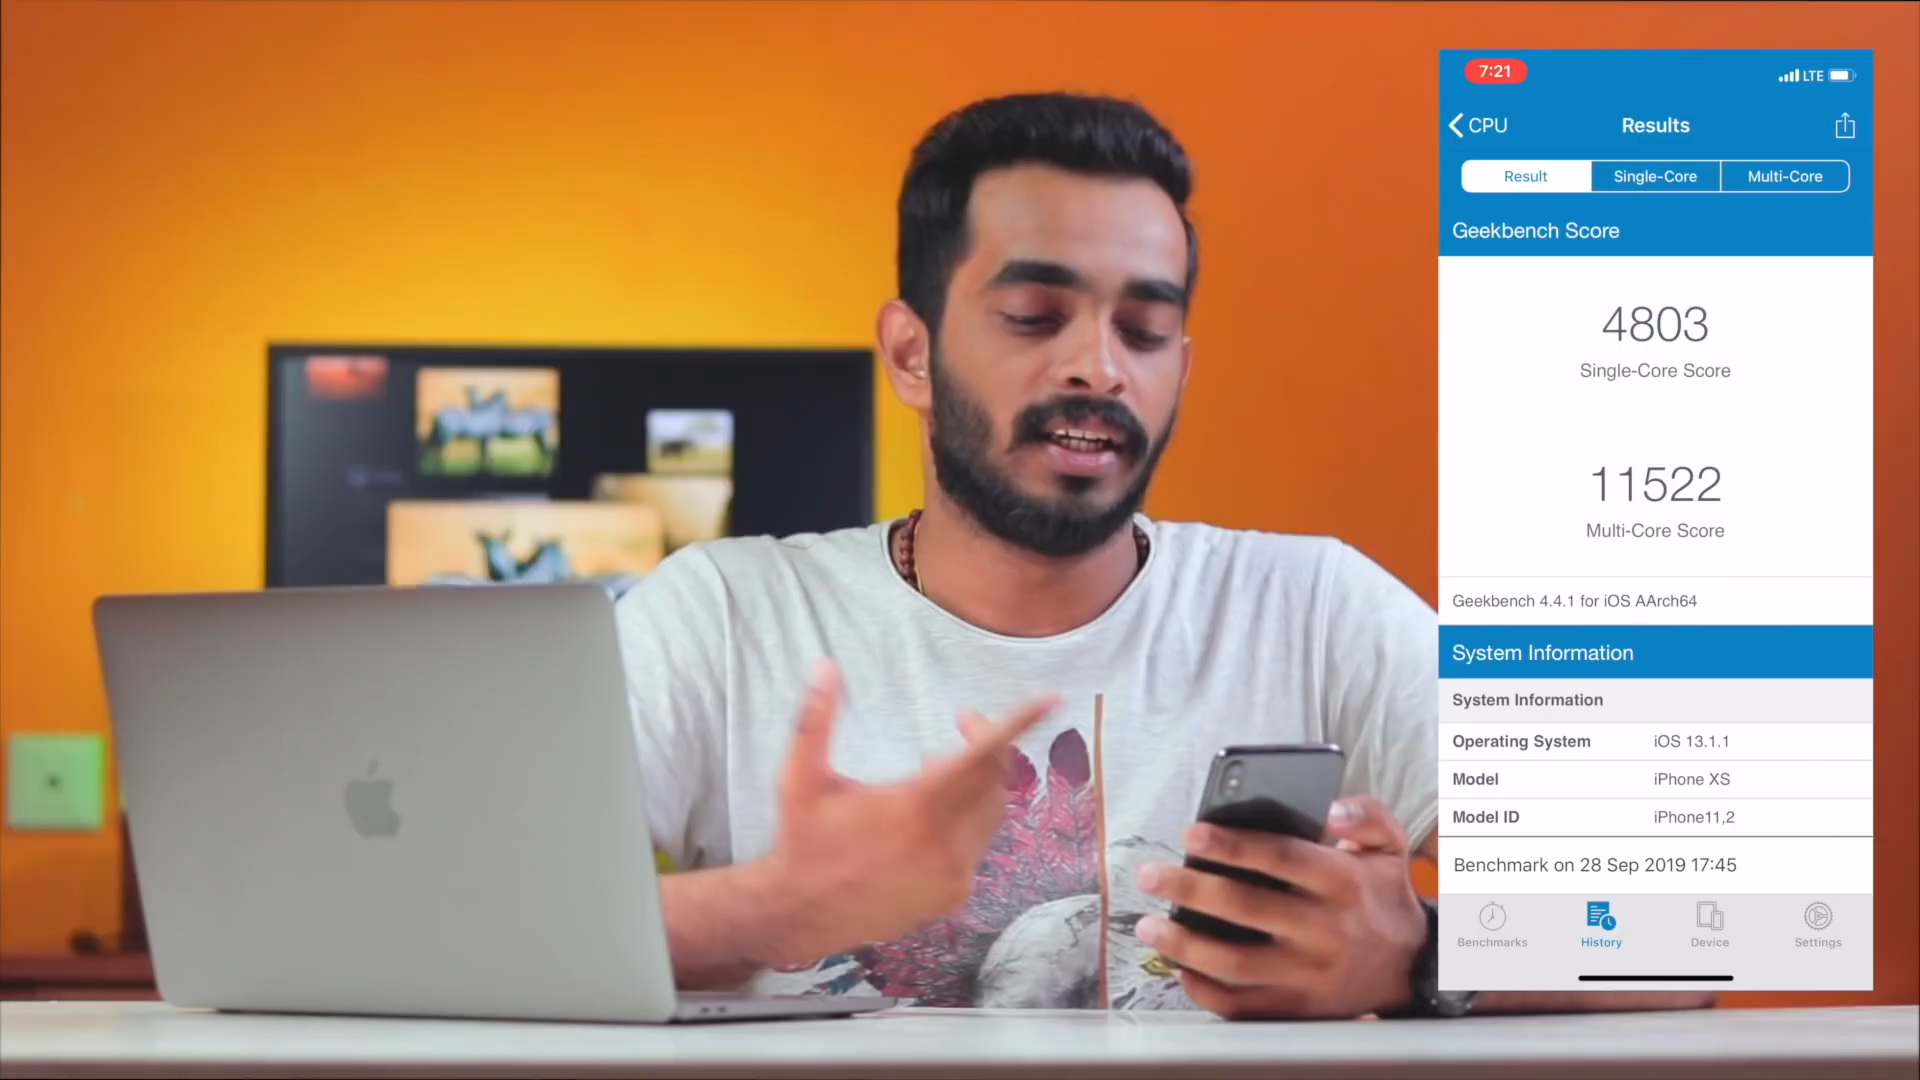 7:21
LTE
CPU
Results
Result
Single-Core
Multi-Core
Geekbench Score
4803
Single-Core Score
11522
Multi-Core Score
Geekbench 4.4.1 for iOS AArch64
System Information
System Information
Operating System iOS 13.1.1
Model iPhone XS
Model ID iPhone11,2
Benchmark on 28 Sep 2019 17:45
Benchmarks
History
Device
Settings